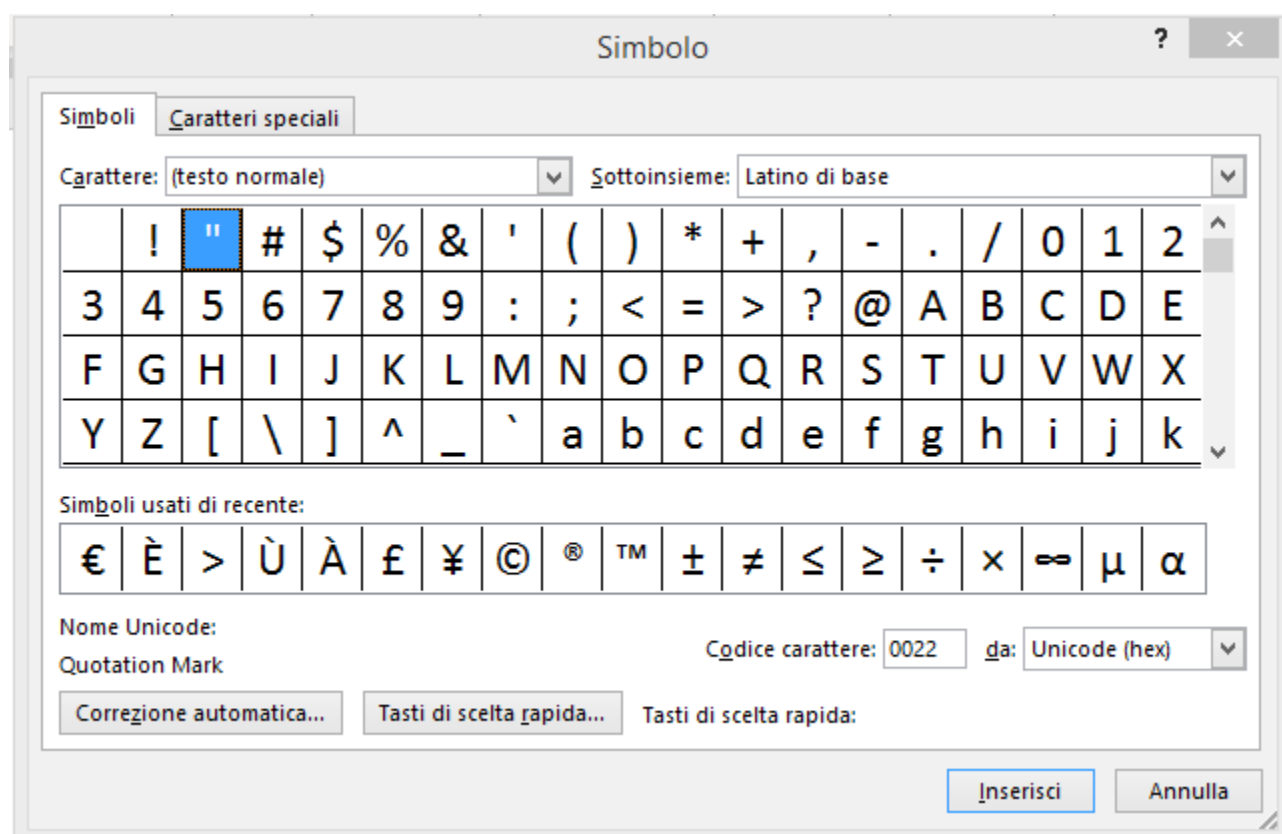 Simbolo
?
×
Simboli Caratteri speciali
Carattere: (testo normale) Sottoinsieme: Latino di base
! " # $ % & ' ( ) * + , - . / 0 1 2
3 4 5 6 7 8 9 : ; < = > ? @ A B C D E
F G H I J K L M N O P Q R S T U V W X
Y Z [ \ ] ^ _ ` a b c d e f g h i j k
Simboli usati di recente:
€ È > Ù À £ ¥ © ® ™ ± ≠ ≤ ≥ ÷ × ∞ µ α
Nome Unicode:
Quotation Mark
Codice carattere: 0022 da: Unicode (hex)
Correzione automatica... Tasti di scelta rapida... Tasti di scelta rapida:
Inserisci Annulla